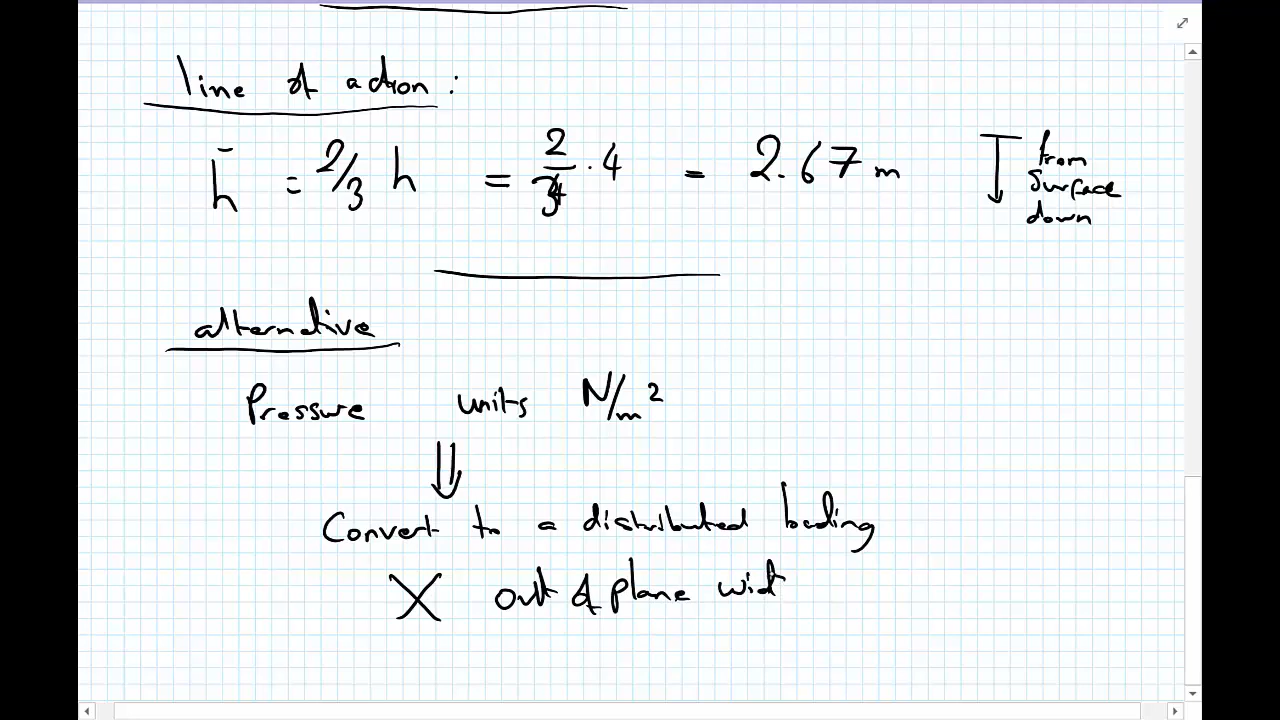 line of action :
h̄ = 2/3 h = 2/3 · 4 = 2.67 m
from
surface
down
alternative
Pressure units N/m²
Convert to a distributed loading
X out of plane widt